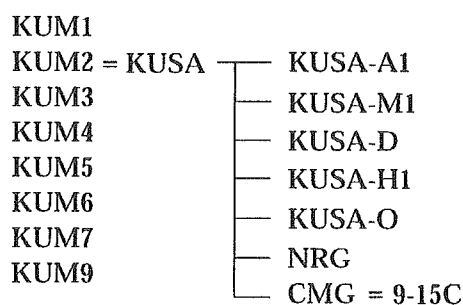 KUM1
KUM2 = KUSA
KUM3
KUM4
KUM5
KUM6
KUM7
KUM9
KUSA-A1
KUSA-M1
KUSA-D
KUSA-H1
KUSA-O
NRG
CMG = 9-15C